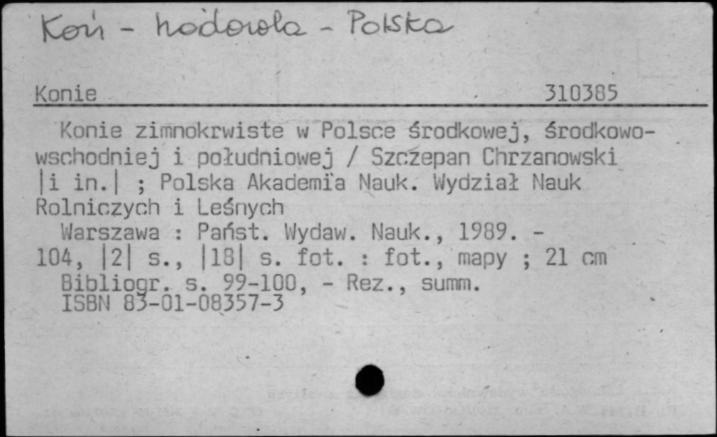 Koń - hodowla - Polska
Konie 310385
Konie zimnokrwiste w Polsce środkowej, środkowo-
wschodniej i południowej / Szczepan Chrzanowski
|i in.| ; Polska Akademia Nauk. Wydział Nauk
Rolniczych i Leśnych
Warszawa : Państ. Wydaw. Nauk., 1989. -
104, |2| s., |18| s. fot. : fot., mapy ; 21 cm
Bibliogr. s. 99-100, - Rez., summ.
ISBN 83-01-08357-3